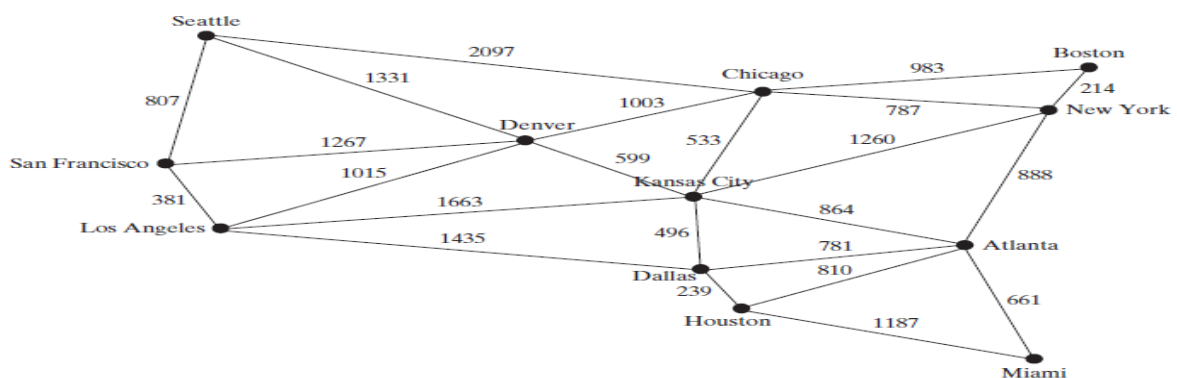 Seattle
2097
Boston
983
1331
Chicago
214
807
1003
787
New York
Denver
1267
533
1260
San Francisco
599
1015
Kansas City
888
381
1663
864
Los Angeles
1435
496
781
Atlanta
Dallas
810
239
661
Houston
1187
Miami